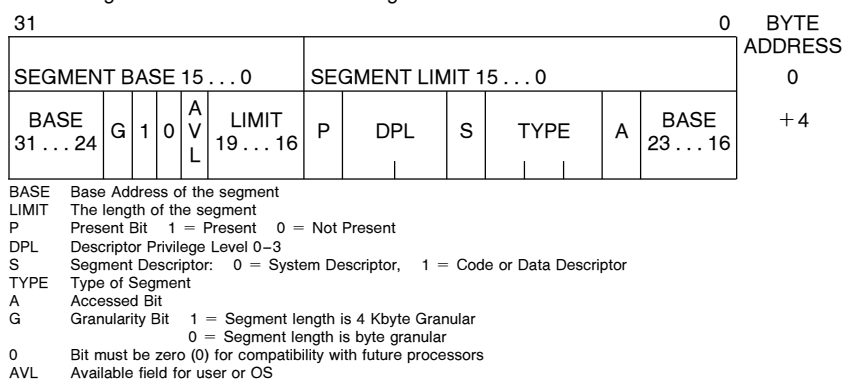 31 0 BYTE ADDRESS
SEGMENT BASE 15 . . . 0 SEGMENT LIMIT 15 . . . 0 0
BASE 31 . . . 24 G 1 0 AVL LIMIT 19 . . . 16 P DPL S TYPE A BASE 23 . . . 16 +4
BASE Base Address of the segment
LIMIT The length of the segment
P Present Bit 1 = Present 0 = Not Present
DPL Descriptor Privilege Level 0–3
S Segment Descriptor: 0 = System Descriptor, 1 = Code or Data Descriptor
TYPE Type of Segment
A Accessed Bit
G Granularity Bit 1 = Segment length is 4 Kbyte Granular
0 = Segment length is byte granular
0 Bit must be zero (0) for compatibility with future processors
AVL Available field for user or OS